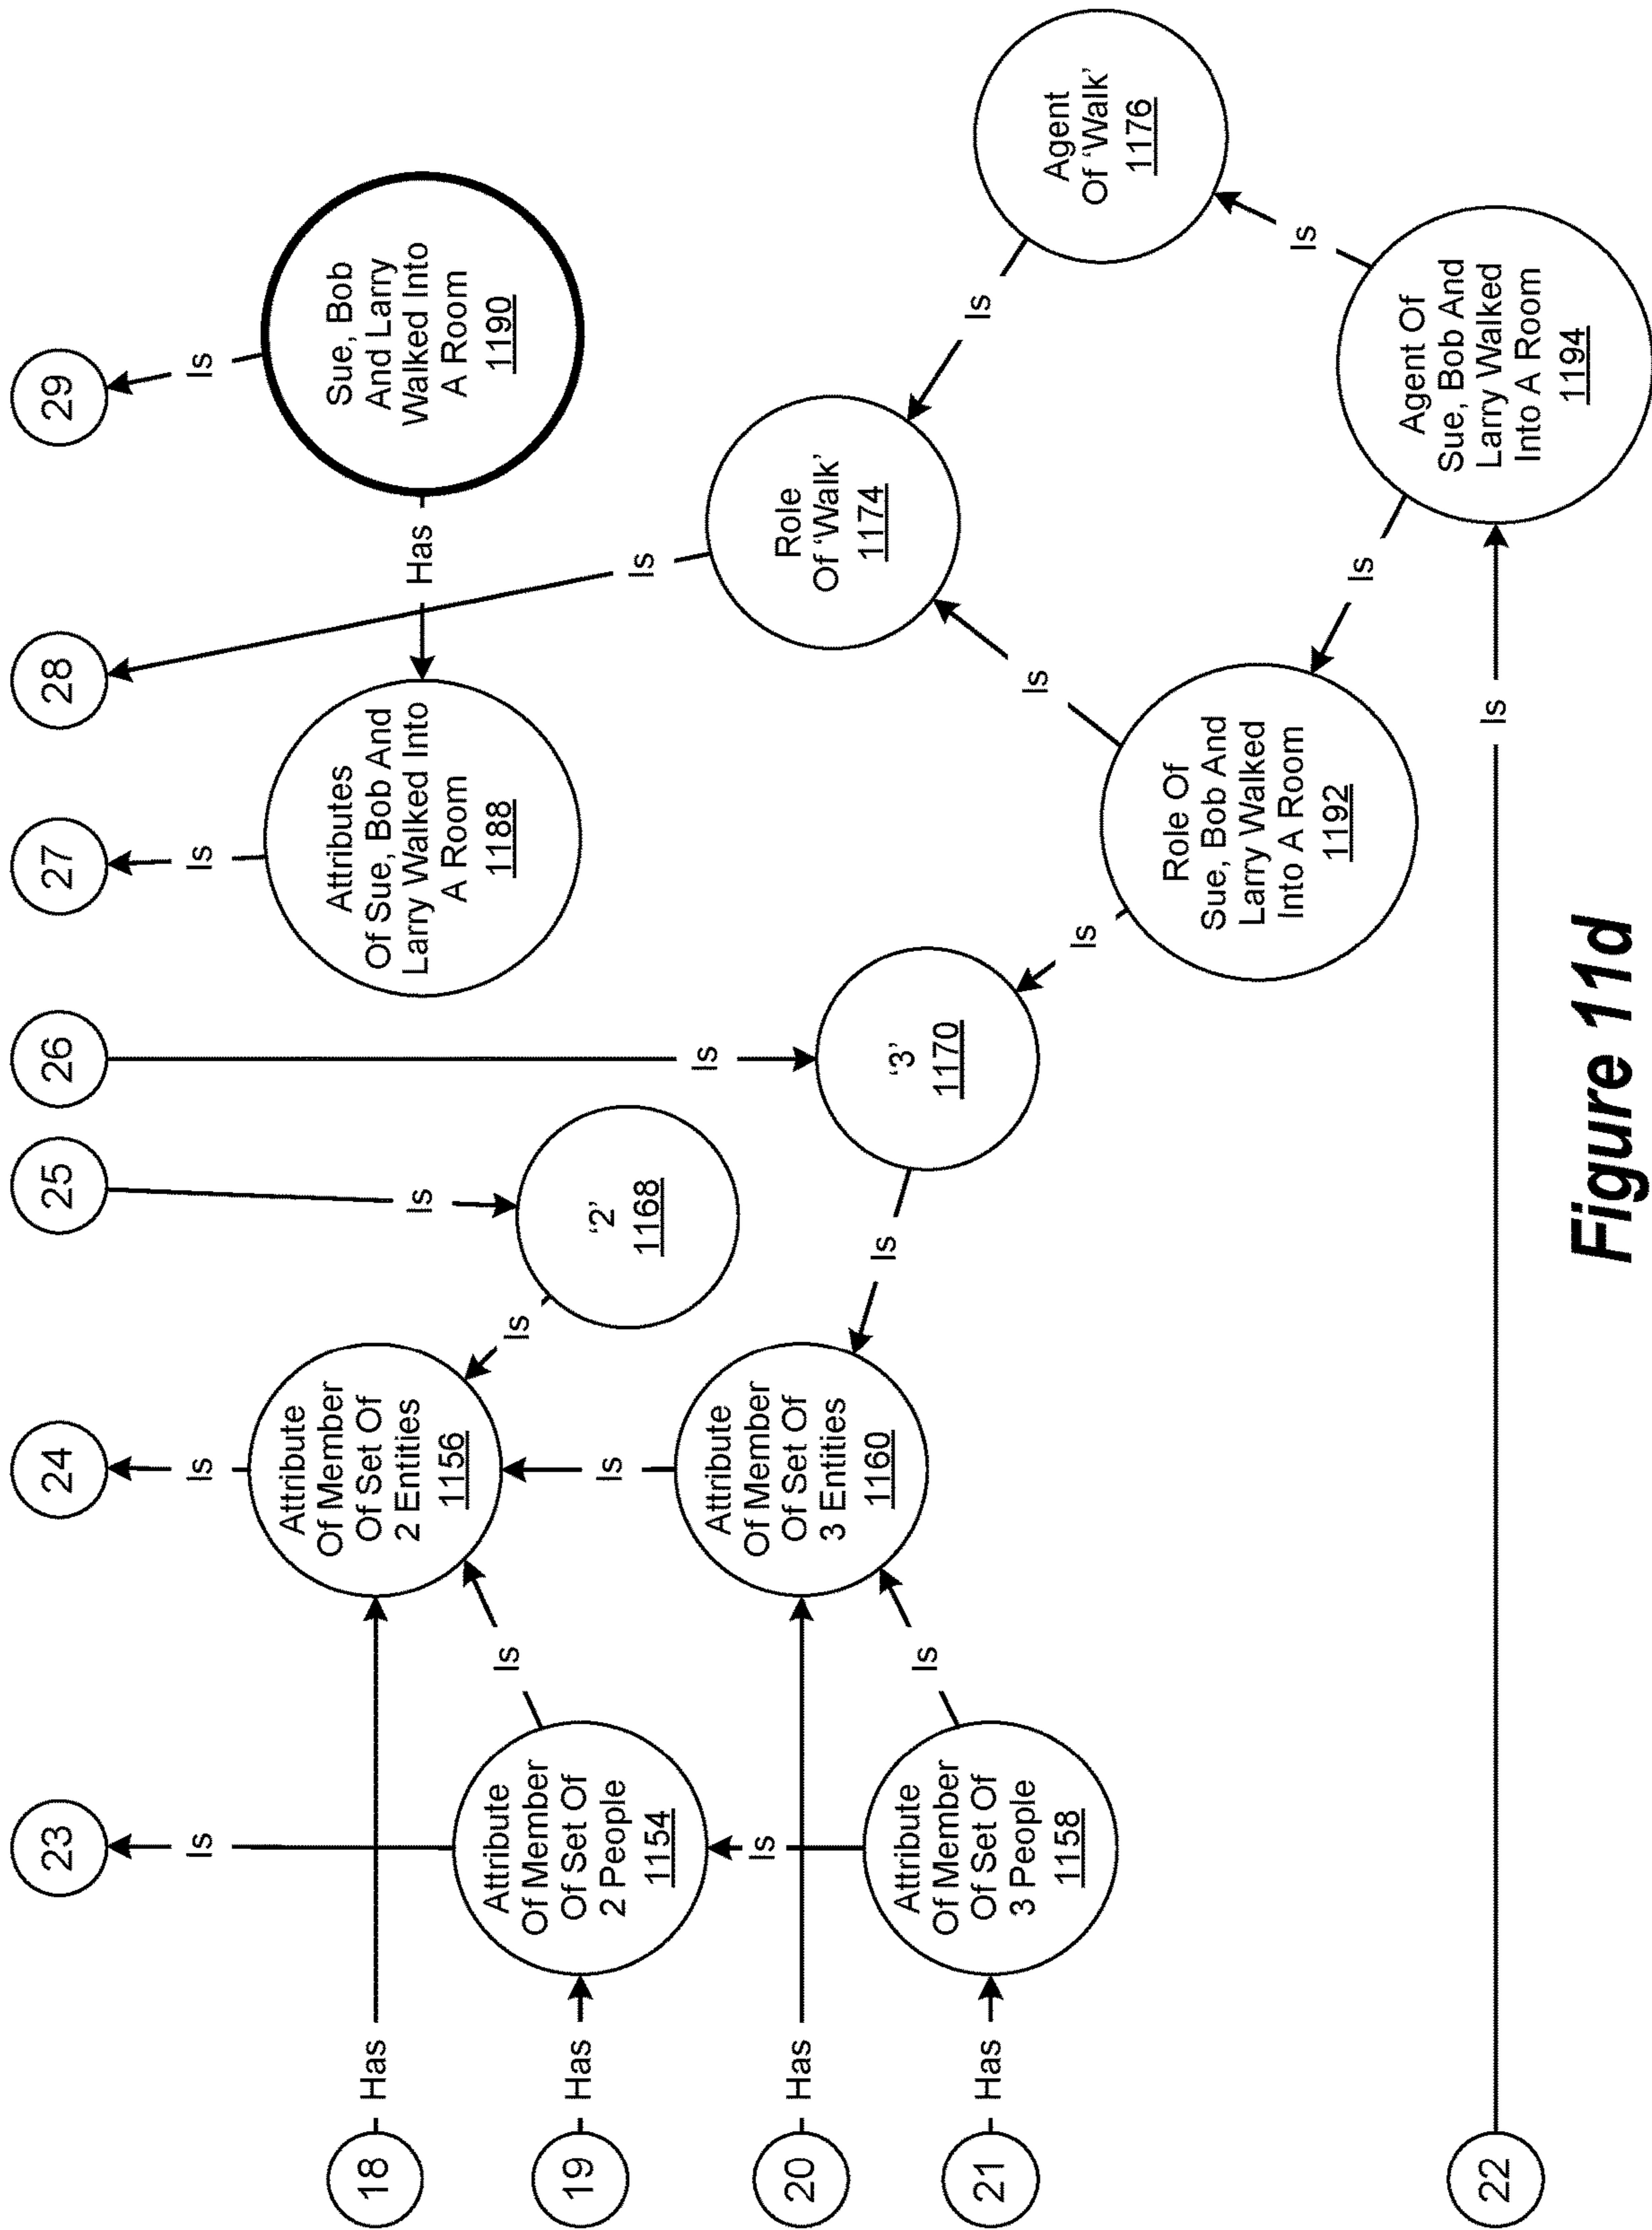 23
24
25
26
27
28
29
Is
Is
Is
Is
Is
Is
Is
Has
Sue, Bob
And Larry
Walked Into
A Room
1190
Attributes
Of Sue, Bob And
Larry Walked Into
A Room
1188
18
Has
Attribute
Of Member
Of Set Of
2 Entities
1156
Is
'2'
1168
19
Has
Attribute
Of Member
Of Set Of
2 People
1154
Is
Is
Is
20
Has
Attribute
Of Member
Of Set Of
3 Entities
1160
Is
'3'
1170
Role
Of 'Walk'
1174
Is
Agent
Of 'Walk'
1176
21
Has
Attribute
Of Member
Of Set Of
3 People
1158
Is
Is
Is
Role Of
Sue, Bob And
Larry Walked
Into A Room
1192
Is
Is
Agent Of
Sue, Bob And
Larry Walked
Into A Room
1194
22
Is
Figure 11d